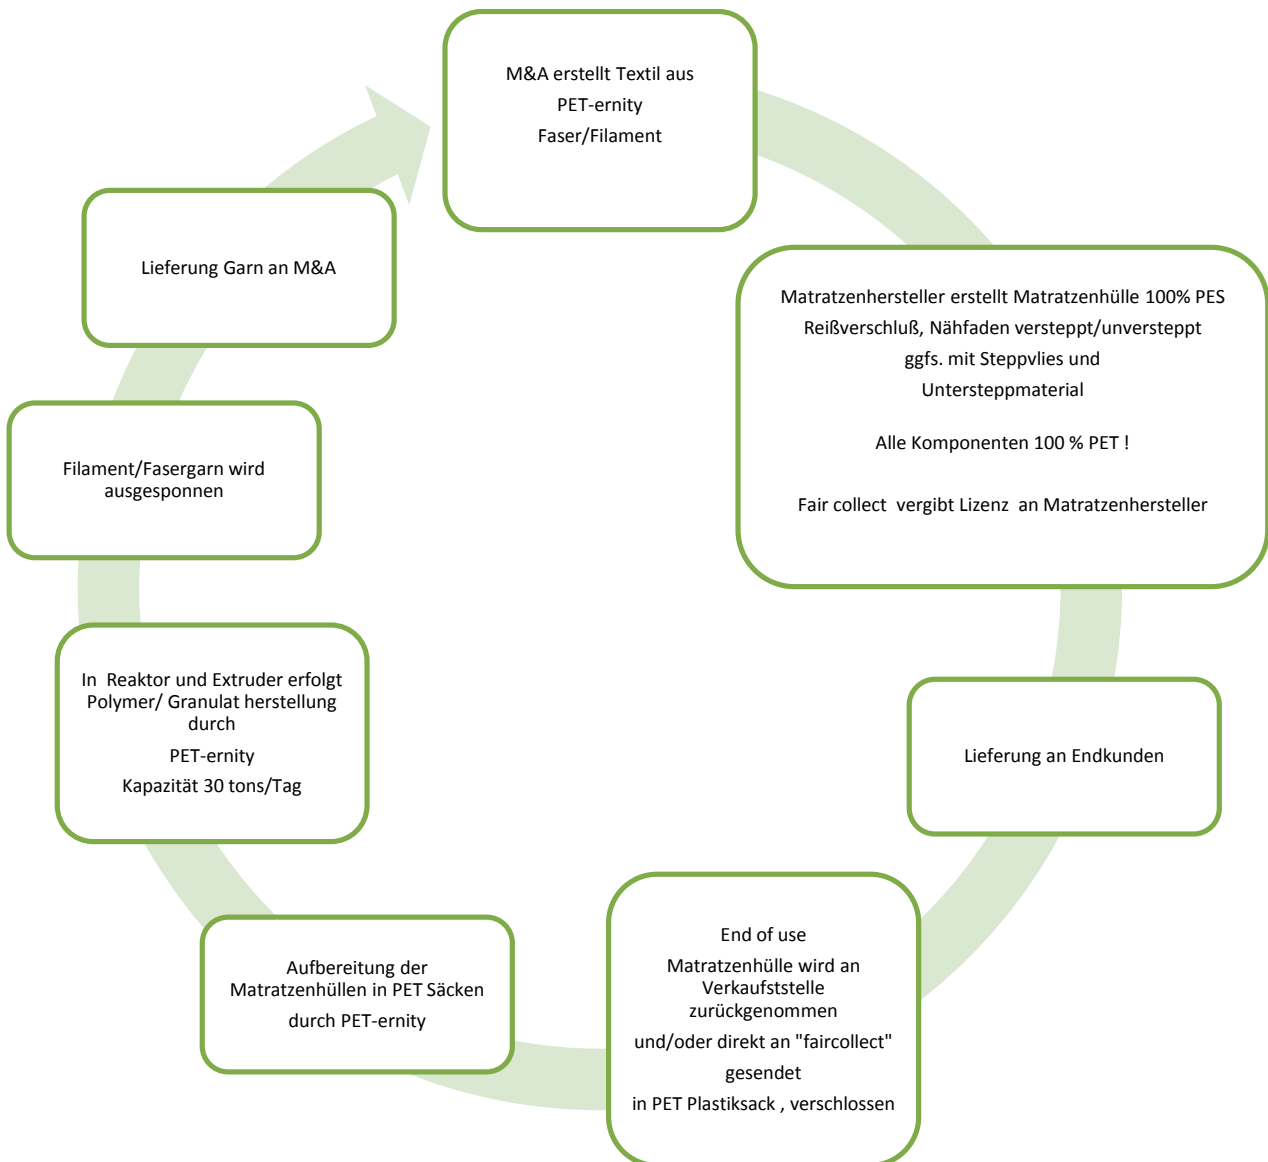 M&A erstellt Textil aus
PET-ernity
Faser/Filament
Matratzenhersteller erstellt Matratzenhülle 100% PES
Reißverschluß, Nähfaden versteppt/unversteppt
ggfs. mit Steppvlies und
Untersteppmaterial
Alle Komponenten 100 % PET !
Fair collect vergibt Lizenz an Matratzenhersteller
Lieferung an Endkunden
End of use
Matratzenhülle wird an
Verkaufststelle
zurückgenommen
und/oder direkt an "faircollect"
gesendet
in PET Plastiksack , verschlossen
Aufbereitung der
Matratzenhüllen in PET Säcken
durch PET-ernity
In Reaktor und Extruder erfolgt
Polymer/ Granulat herstellung
durch
PET-ernity
Kapazität 30 tons/Tag
Filament/Fasergarn wird
ausgesponnen
Lieferung Garn an M&A